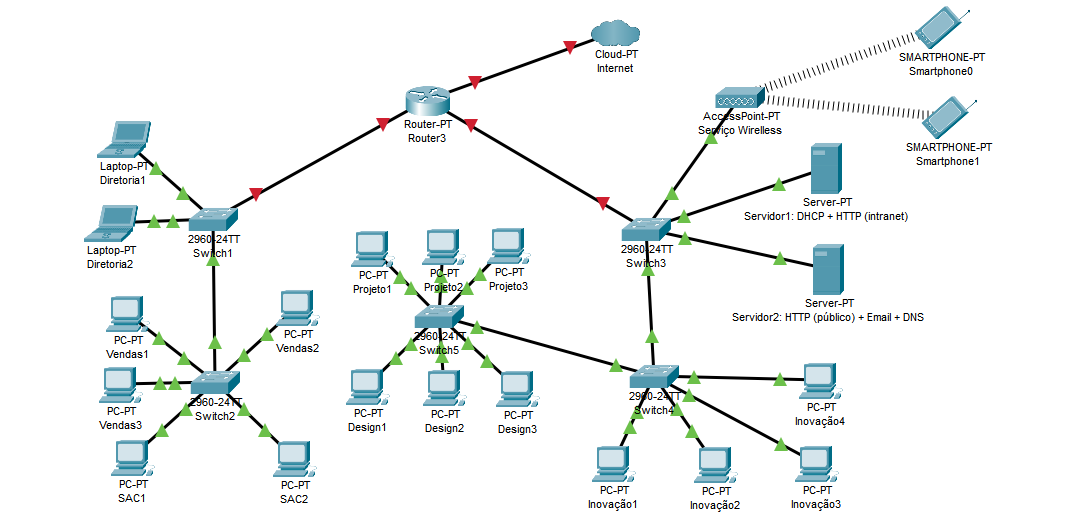 Cloud-PT
Internet
SMARTPHONE-PT
Smartphone0
AccessPoint-PT
Serviço Wirelless
Router-PT
Router3
SMARTPHONE-PT
Smartphone1
Laptop-PT
Diretoria1
Server-PT
Servidor1: DHCP + HTTP (intranet)
Laptop-PT
Diretoria2
2960-24TT
Switch1
2960-24TT
Switch3
PC-PT
Projeto1
PC-PT
Projeto2
PC-PT
Projeto3
Server-PT
Servidor2: HTTP (público) + Email + DNS
PC-PT
Vendas1
PC-PT
Vendas2
2960-24TT
Switch5
PC-PT
Vendas3
2960-24TT
Switch2
PC-PT
Design1
PC-PT
Design2
PC-PT
Design3
2960-24TT
Switch4
PC-PT
Inovação4
PC-PT
SAC1
PC-PT
SAC2
PC-PT
Inovação1
PC-PT
Inovação2
PC-PT
Inovação3